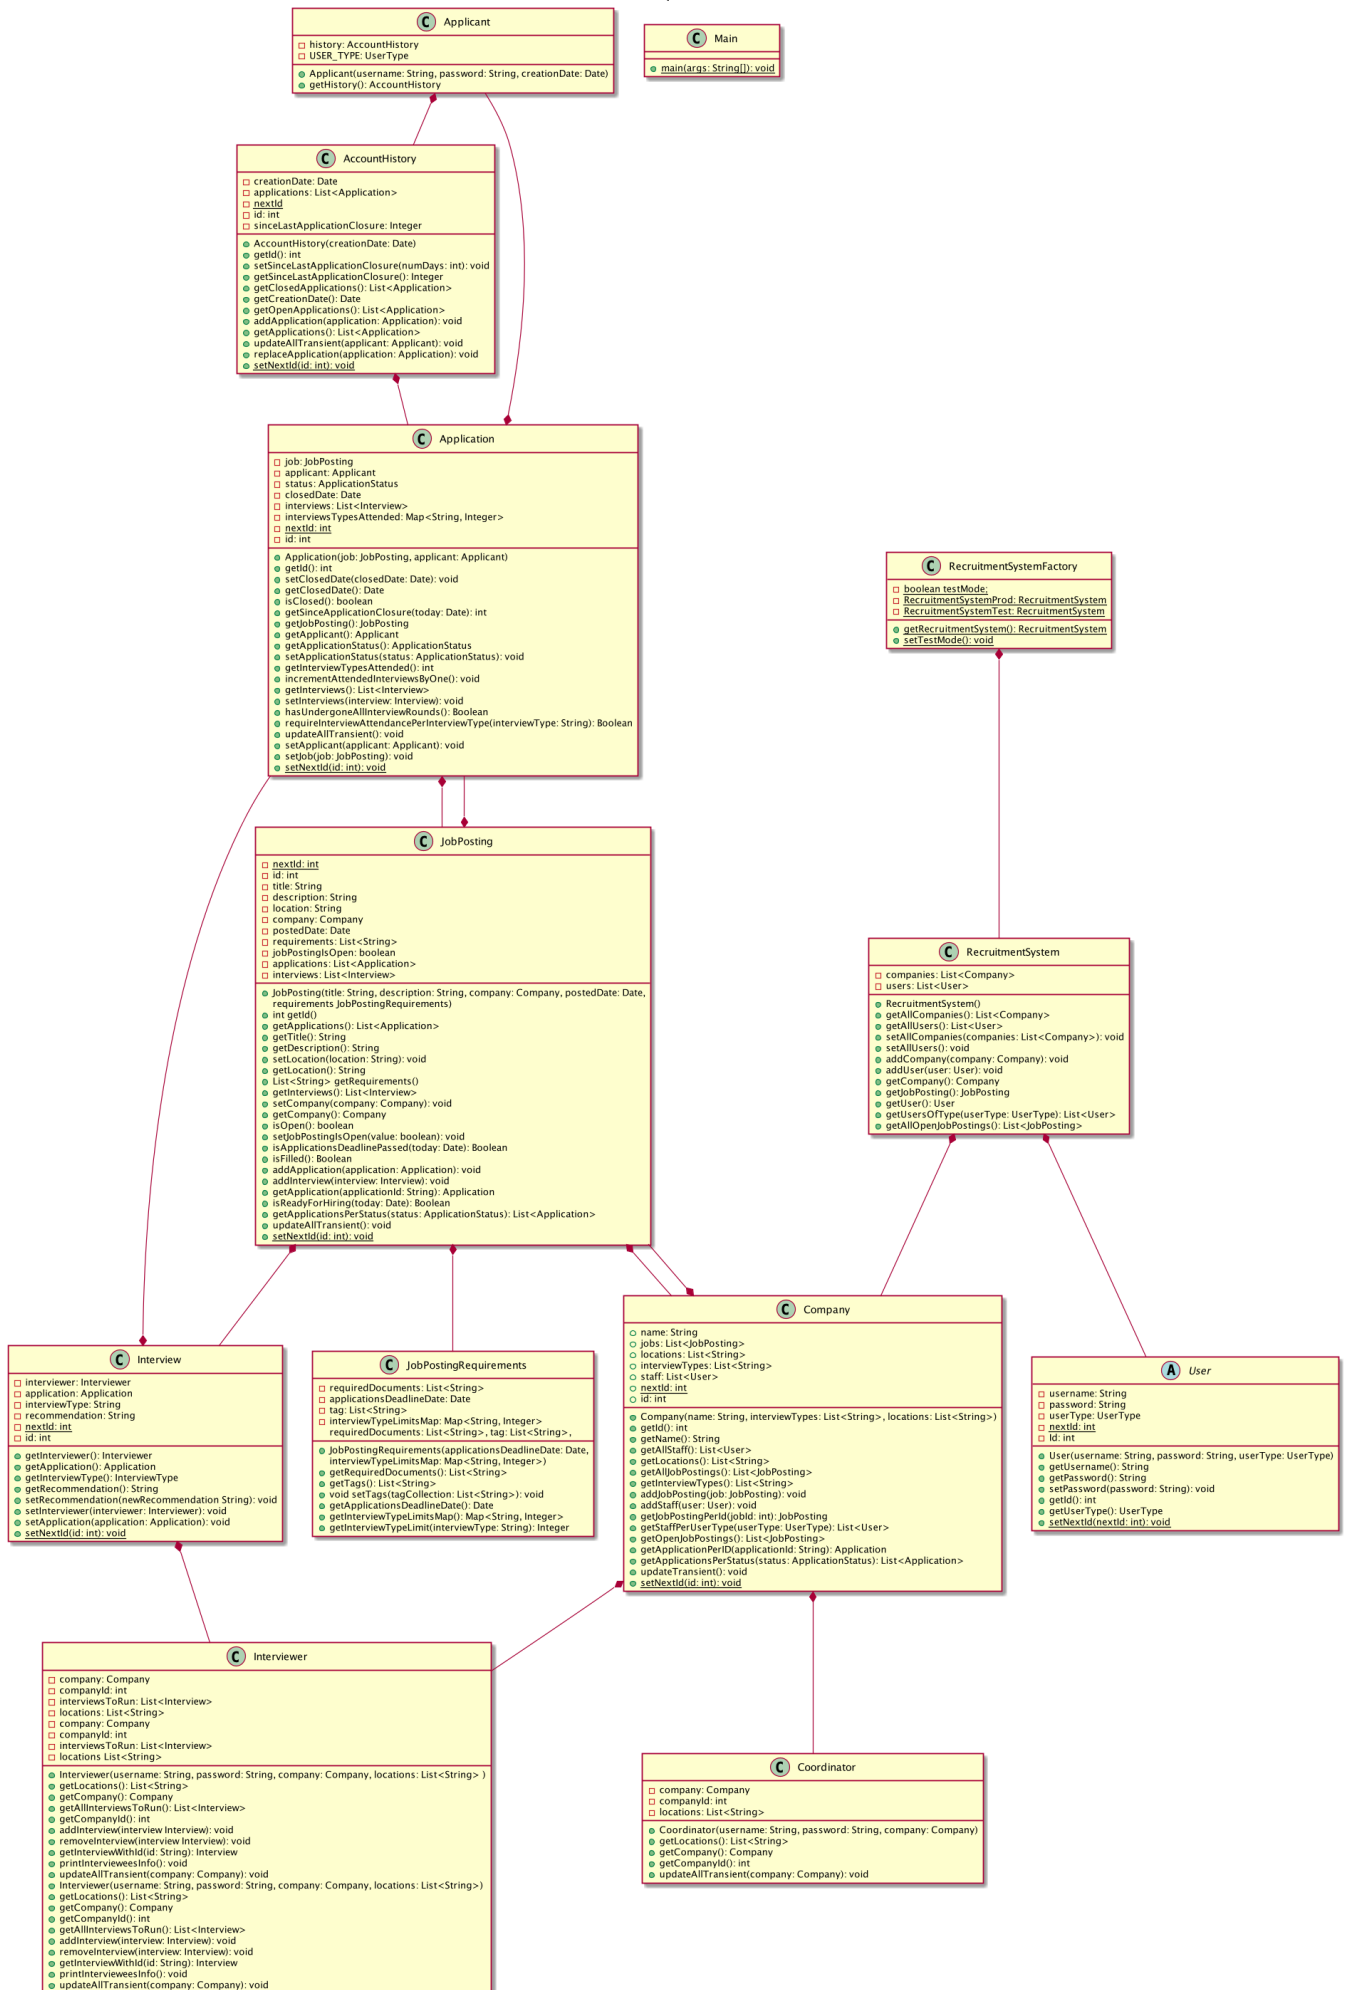 C Applicant
history: AccountHistory
USER_TYPE: UserType
Applicant(username: String, password: String, creationDate: Date)
getHistory(): AccountHistory
C Main
main(args: String[]): void
C AccountHistory
creationDate: Date
applications: List<Application>
nextId
id: int
sinceLastApplicationClosure: Integer
AccountHistory(creationDate: Date)
getId(): int
setSinceLastApplicationClosure(numDays: int): void
getSinceLastApplicationClosure(): Integer
getClosedApplications(): List<Application>
getCreationDate(): Date
getOpenApplications(): List<Application>
addApplication(application: Application): void
getApplications(): List<Application>
updateAllTransient(applicant: Applicant): void
replaceApplication(application: Application): void
setNextId(id: int): void
C Application
job: JobPosting
applicant: Applicant
status: ApplicationStatus
closedDate: Date
interviews: List<Interview>
interviewsTypesAttended: Map<String, Integer>
nextId: int
id: int
Application(job: JobPosting, applicant: Applicant)
getId(): int
setClosedDate(closedDate: Date): void
getClosedDate(): Date
isClosed(): boolean
getSinceApplicationClosure(today: Date): int
getJobPosting(): JobPosting
getApplicant(): Applicant
getApplicationStatus(): ApplicationStatus
setApplicationStatus(status: ApplicationStatus): void
getInterviewTypesAttended(): int
incrementAttendedInterviewsByOne(): void
getInterviews(): List<Interview>
setInterviews(interview: Interview): void
hasUndergoneAllInterviewRounds(): Boolean
requireInterviewAttendancePerInterviewType(interviewType: String): Boolean
updateAllTransient(): void
setApplicant(applicant: Applicant): void
setJob(job: JobPosting): void
setNextId(id: int): void
C RecruitmentSystemFactory
boolean testMode;
RecruitmentSystemProd: RecruitmentSystem
RecruitmentSystemTest: RecruitmentSystem
getRecruitmentSystem(): RecruitmentSystem
setTestMode(): void
C JobPosting
nextId: int
id: int
title: String
description: String
location: String
company: Company
postedDate: Date
requirements: List<String>
jobPostingIsOpen: boolean
applications: List<Application>
interviews: List<Interview>
JobPosting(title: String, description: String, company: Company, postedDate: Date,
requirements JobPostingRequirements)
int getId()
getApplications(): List<Application>
getTitle(): String
getDescription(): String
setLocation(location: String): void
getLocation(): String
List<String> getRequirements()
getInterviews(): List<Interview>
setCompany(company: Company): void
getCompany(): Company
isOpen(): boolean
setJobPostingIsOpen(value: boolean): void
isApplicationsDeadlinePassed(today: Date): Boolean
isFilled(): Boolean
addApplication(application: Application): void
addInterview(interview: Interview): void
getApplication(applicationId: String): Application
isReadyForHiring(today: Date): Boolean
getApplicationsPerStatus(status: ApplicationStatus): List<Application>
updateAllTransient(): void
setNextId(id: int): void
C RecruitmentSystem
companies: List<Company>
users: List<User>
RecruitmentSystem()
getAllCompanies(): List<Company>
getAllUsers(): List<User>
setAllCompanies(companies: List<Company>): void
setAllUsers(): void
addCompany(company: Company): void
addUser(user: User): void
getCompany(): Company
getJobPosting(): JobPosting
getUser(): User
getUsersOfType(userType: UserType): List<User>
getAllOpenJobPostings(): List<JobPosting>
C Interview
interviewer: Interviewer
application: Application
interviewType: String
recommendation: String
nextId: int
id: int
getInterviewer(): Interviewer
getApplication(): Application
getInterviewType(): InterviewType
getRecommendation(): String
setRecommendation(newRecommendation String): void
setInterviewer(interviewer: Interviewer): void
setApplication(application: Application): void
setNextId(id: int): void
C JobPostingRequirements
requiredDocuments: List<String>
applicationsDeadlineDate: Date
tag: List<String>
interviewTypeLimitsMap: Map<String, Integer>
requiredDocuments: List<String>, tag: List<String>,
JobPostingRequirements(applicationsDeadlineDate: Date,
interviewTypeLimitsMap: Map<String, Integer>)
getRequiredDocuments(): List<String>
getTags(): List<String>
void setTags(tagCollection: List<String>): void
getApplicationsDeadlineDate(): Date
getInterviewTypeLimitsMap(): Map<String, Integer>
getInterviewTypeLimit(interviewType: String): Integer
C Company
name: String
jobs: List<JobPosting>
locations: List<String>
interviewTypes: List<String>
staff: List<User>
nextId: int
id: int
Company(name: String, interviewTypes: List<String>, locations: List<String>)
getId(): int
getName(): String
getAllStaff(): List<User>
getLocations(): List<String>
getAllJobPostings(): List<JobPosting>
getInterviewTypes(): List<String>
addJobPosting(job: JobPosting): void
addStaff(user: User): void
getJobPostingPerId(jobId: int): JobPosting
getStaffPerUserType(userType: UserType): List<User>
getOpenJobPostings(): List<JobPosting>
getApplicationPerID(applicationId: String): Application
getApplicationsPerStatus(status: ApplicationStatus): List<Application>
updateTransient(): void
setNextId(id: int): void
A User
username: String
password: String
userType: UserType
nextId: int
Id: int
User(username: String, password: String, userType: UserType)
getUsername(): String
getPassword(): String
setPassword(password: String): void
getId(): int
getUserType(): UserType
setNextId(nextId: int): void
C Interviewer
company: Company
companyId: int
interviewsToRun: List<Interview>
locations: List<String>
company: Company
companyId: int
interviewsToRun: List<Interview>
locations List<String>
Interviewer(username: String, password: String, company: Company, locations: List<String> )
getLocations(): List<String>
getCompany(): Company
getAllInterviewsToRun(): List<Interview>
getCompanyId(): int
addInterview(interview Interview): void
removeInterview(interview Interview): void
getInterviewWithId(id: String): Interview
printIntervieweesInfo(): void
updateAllTransient(company: Company): void
Interviewer(username: String, password: String, company: Company, locations: List<String>)
getLocations(): List<String>
getCompany(): Company
getCompanyId(): int
getAllInterviewsToRun(): List<Interview>
addInterview(interview: Interview): void
removeInterview(interview: Interview): void
getInterviewWithId(id: String): Interview
printIntervieweesInfo(): void
updateAllTransient(company: Company): void
C Coordinator
company: Company
companyId: int
locations: List<String>
Coordinator(username: String, password: String, company: Company)
getLocations(): List<String>
getCompany(): Company
getCompanyId(): int
updateAllTransient(company: Company): void